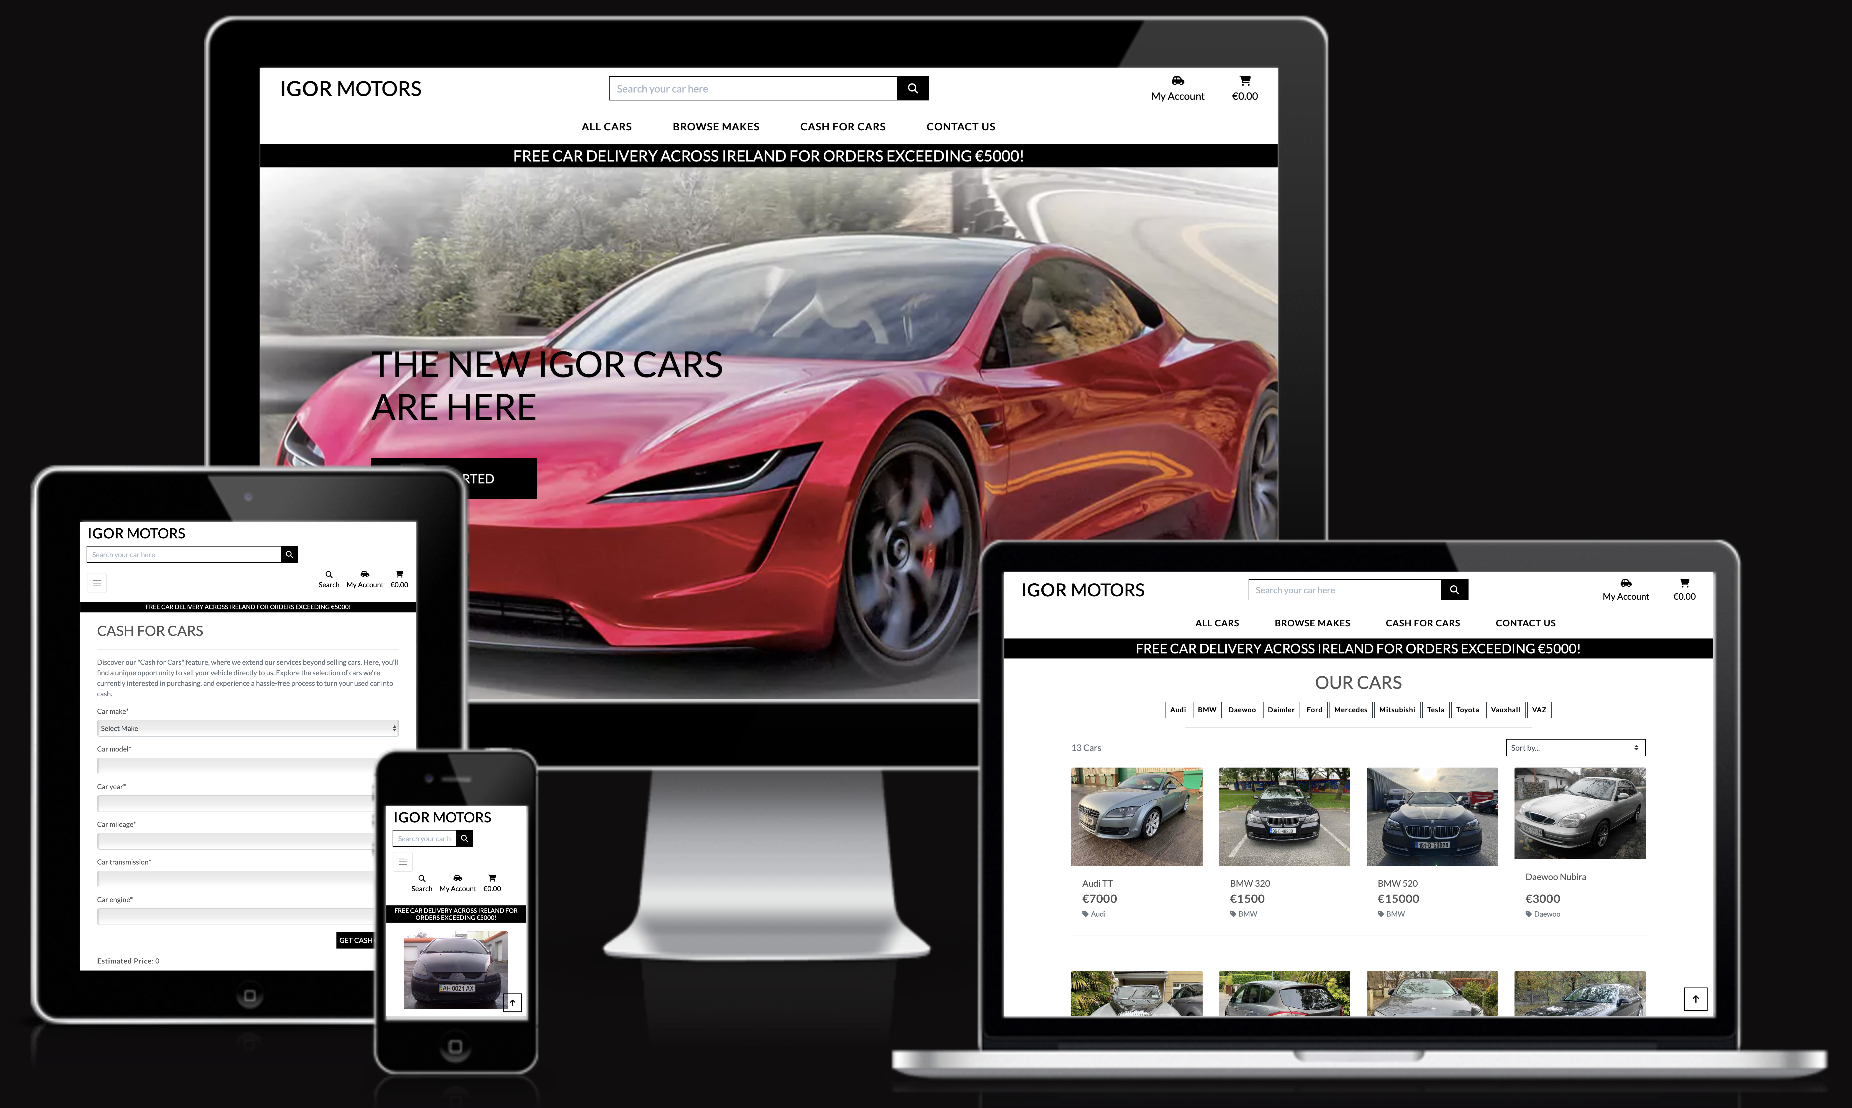 IGOR MOTORS
Search your car here
My Account
€0.00
ALL CARS
BROWSE MAKES
CASH FOR CARS
CONTACT US
FREE CAR DELIVERY ACROSS IRELAND FOR ORDERS EXCEEDING €5000!
THE NEW IGOR CARS
ARE HERE
RTED
IGOR MOTORS
Search your car here
Search
My Account
€0.00
FREE CAR DELIVERY ACROSS IRELAND FOR ORDERS EXCEEDING €5000!
CASH FOR CARS
Discover our "Cash for Cars" feature, where we extend our services beyond selling cars. Here, you'll
find a unique opportunity to sell your vehicle directly to us. Explore the selection of cars we're
currently interested in purchasing, and experience a hassle-free process to turn your used car into
cash.
Car make*
Select Make
Car model*
Car year*
Car mileage*
Car transmission*
Car engine*
GET CASH
Estimated Price: 0
IGOR MOTORS
Search your car h
Search
My Account
€0.00
FREE CAR DELIVERY ACROSS IRELAND FOR
ORDERS EXCEEDING €5000!
IGOR MOTORS
Search your car here
My Account
€0.00
ALL CARS
BROWSE MAKES
CASH FOR CARS
CONTACT US
FREE CAR DELIVERY ACROSS IRELAND FOR ORDERS EXCEEDING €5000!
OUR CARS
Audi
BMW
Daewoo
Daimler
Ford
Mercedes
Mitsubishi
Tesla
Toyota
Vauxhall
VAZ
13 Cars
Sort by...
Audi TT
€7000
Audi
BMW 320
€1500
BMW
BMW 520
€15000
BMW
Daewoo Nubira
€3000
Daewoo